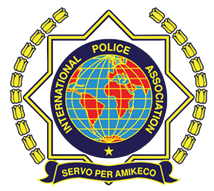 INTERNATIONAL POLICE ASSOCIATION
SERVO PER AMIKECO